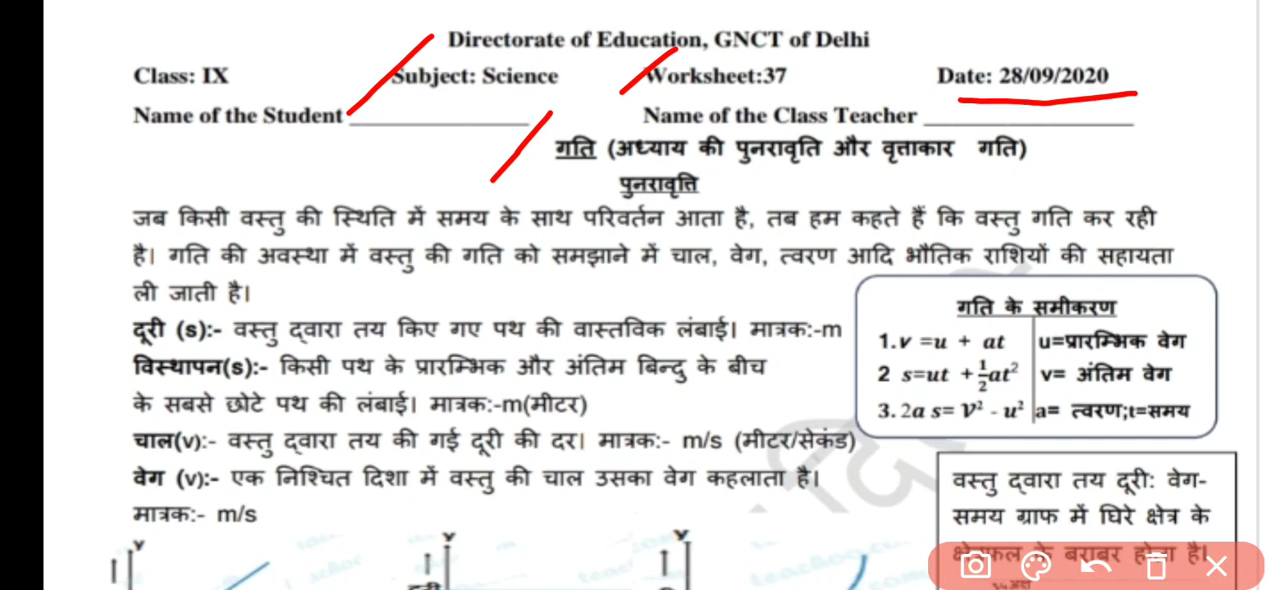 Directorate of Education, GNCT of Delhi
Class: IX Subject: Science Worksheet:37 Date: 28/09/2020
Name of the Student ________________ Name of the Class Teacher ___________________
गति (अध्याय की पुनरावृति और वृत्ताकार गति)
पुनरावृत्ति
जब किसी वस्तु की स्थिति में समय के साथ परिवर्तन आता है, तब हम कहते हैं कि वस्तु गति कर रही
है। गति की अवस्था में वस्तु की गति को समझाने में चाल, वेग, त्वरण आदि भौतिक राशियों की सहायता
ली जाती है।
दूरी (s):- वस्तु द्वारा तय किए गए पथ की वास्तविक लंबाई। मात्रक:-m
विस्थापन(s):- किसी पथ के प्रारम्भिक और अंतिम बिन्दु के बीच
के सबसे छोटे पथ की लंबाई। मात्रक:-m(मीटर)
चाल(v):- वस्तु द्वारा तय की गई दूरी की दर। मात्रक:- m/s (मीटर/सेकंड)
वेग (v):- एक निश्चित दिशा में वस्तु की चाल उसका वेग कहलाता है।
मात्रक:- m/s
गति के समीकरण
1.v =u + at u=प्रारम्भिक वेग
2 s=ut +½at² v= अंतिम वेग
3. 2a s= V² - u² a= त्वरण;t=समय
वस्तु द्वारा तय दूरी: वेग-
समय ग्राफ में घिरे क्षेत्र के
क्षेत्रफल के बराबर होता है।
Y Y Y